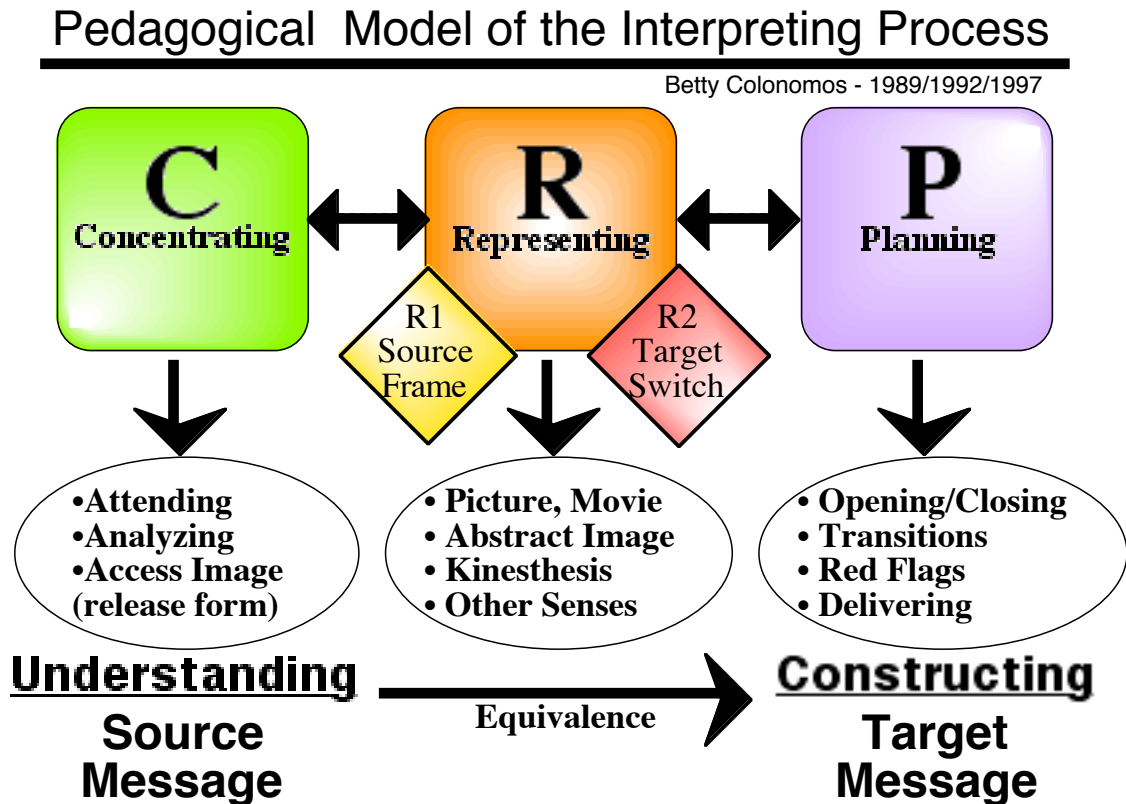 Pedagogical Model of the Interpreting Process
Betty Colonomos - 1989/1992/1997
C
Concentrating
R
Representing
P
Planning
R1
Source
Frame
R2
Target
Switch
•Attending
•Analyzing
•Access Image
(release form)
• Picture, Movie
• Abstract Image
• Kinesthesis
• Other Senses
• Opening/Closing
• Transitions
• Red Flags
• Delivering
Understanding
Source
Message
Equivalence
Constructing
Target
Message